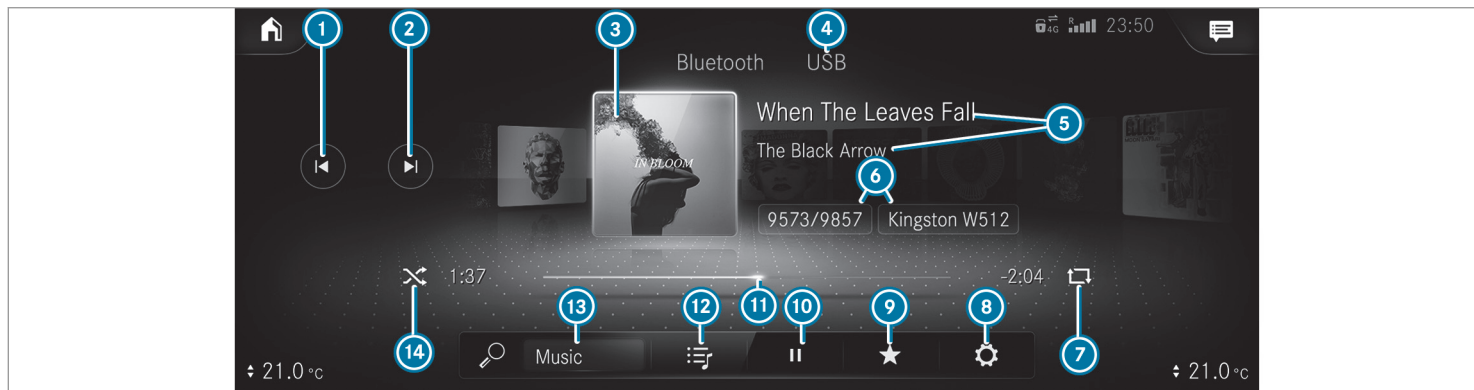 1 2 3 4
4G R 23:50
Bluetooth USB
When The Leaves Fall
5
The Black Arrow
6
IN BLOOM
9573/9857 Kingston W512
1:37 -2:04
13 12 11 10 9 8
14 7
Music
21.0 °C 21.0 °C